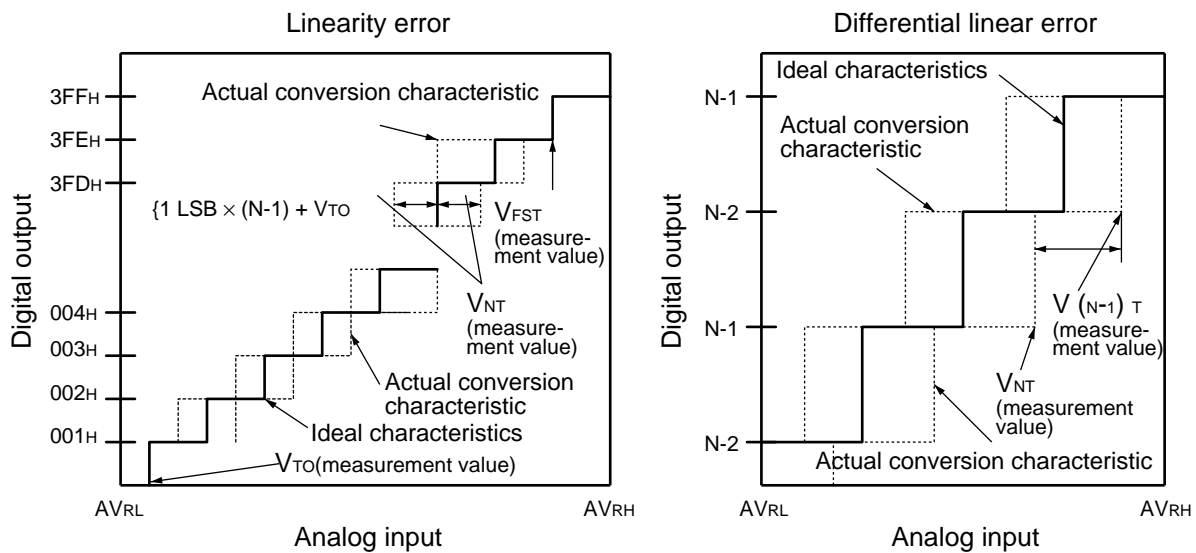 Linearity error
Actual conversion characteristic
3FFH
3FEH
3FDH
{1 LSB × (N-1) + VTO
VFST
(measure-
ment value)
VNT
(measure-
ment value)
004H
003H
002H
001H
Actual conversion
characteristic
Ideal characteristics
VTO(measurement value)
Digital output
AVRL
AVRH
Analog input
Differential linear error
Ideal characteristics
Actual conversion
characteristic
N-1
N-2
N-1
N-2
V (N-1) T
(measure-
ment value)
VNT
(measurement
value)
Actual conversion characteristic
Digital output
AVRL
AVRH
Analog input